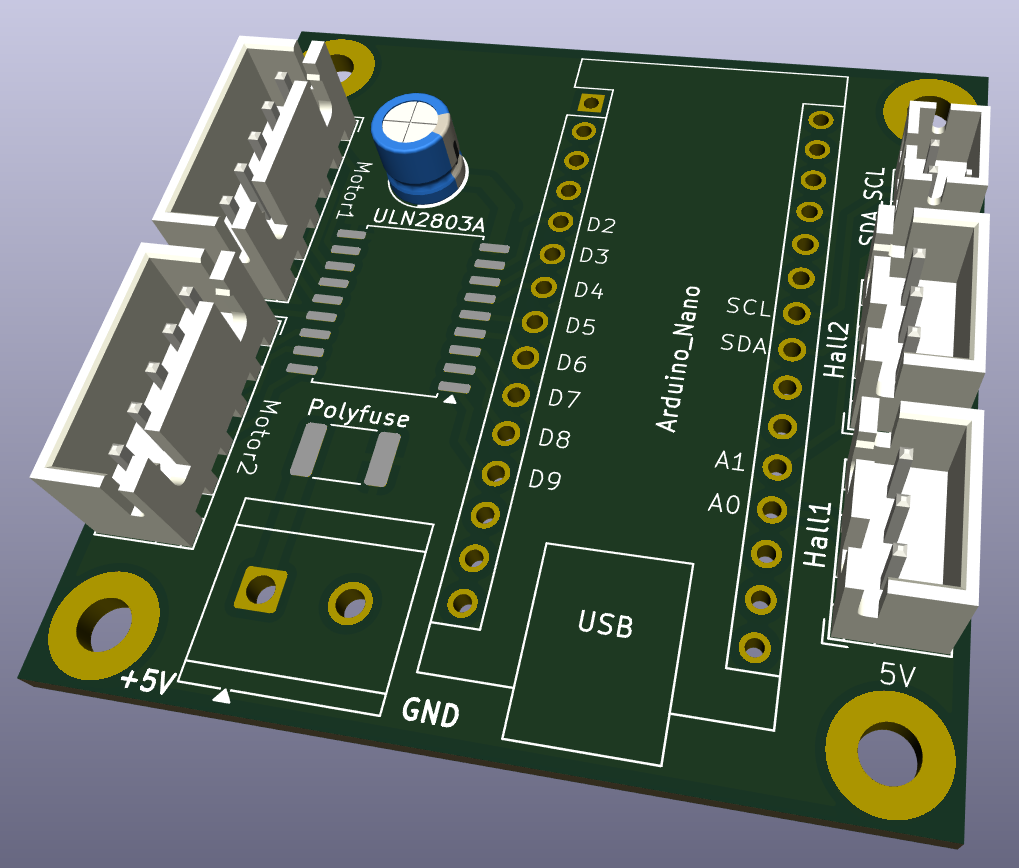 Motor1
ULN2803A
SDA SCL
D2
D3
D4
D5
D6
D7
D8
D9
Arduino_Nano
SCL
SDA
Hall2
Motor2
Polyfuse
A1
A0
Hall1
USB
+5V
GND
5V